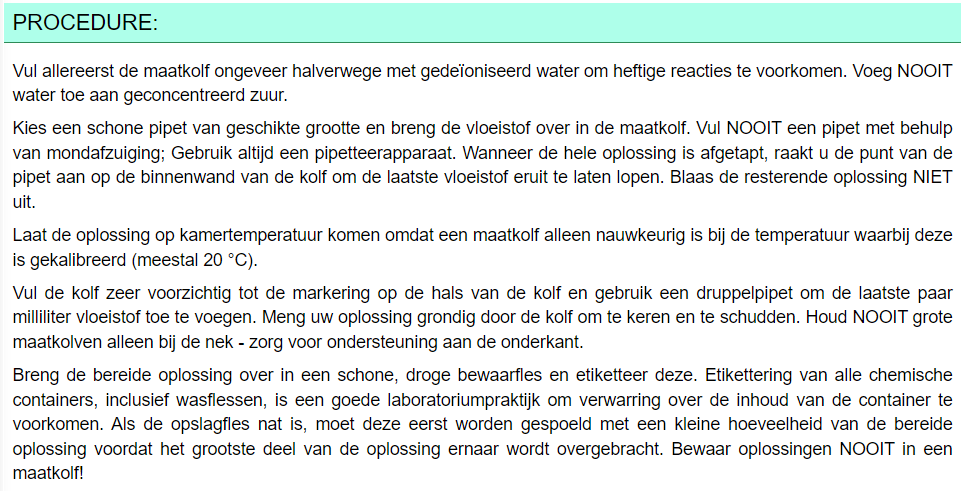 PROCEDURE:
Vul allereerst de maatkolf ongeveer halverwege met gedeïoniseerd water om heftige reacties te voorkomen. Voeg NOOIT
water toe aan geconcentreerd zuur.
Kies een schone pipet van geschikte grootte en breng de vloeistof over in de maatkolf. Vul NOOIT een pipet met behulp
van mondafzuiging; Gebruik altijd een pipetteerapparaat. Wanneer de hele oplossing is afgetapt, raakt u de punt van de
pipet aan op de binnenwand van de kolf om de laatste vloeistof eruit te laten lopen. Blaas de resterende oplossing NIET
uit.
Laat de oplossing op kamertemperatuur komen omdat een maatkolf alleen nauwkeurig is bij de temperatuur waarbij deze
is gekalibreerd (meestal 20 °C).
Vul de kolf zeer voorzichtig tot de markering op de hals van de kolf en gebruik een druppelpipet om de laatste paar
milliliter vloeistof toe te voegen. Meng uw oplossing grondig door de kolf om te keren en te schudden. Houd NOOIT grote
maatkolven alleen bij de nek - zorg voor ondersteuning aan de onderkant.
Breng de bereide oplossing over in een schone, droge bewaarfles en etiketteer deze. Etikettering van alle chemische
containers, inclusief wasflessen, is een goede laboratoriumpraktijk om verwarring over de inhoud van de container te
voorkomen. Als de opslagfles nat is, moet deze eerst worden gespoeld met een kleine hoeveelheid van de bereide
oplossing voordat het grootste deel van de oplossing ernaar wordt overgebracht. Bewaar oplossingen NOOIT in een
maatkolf!